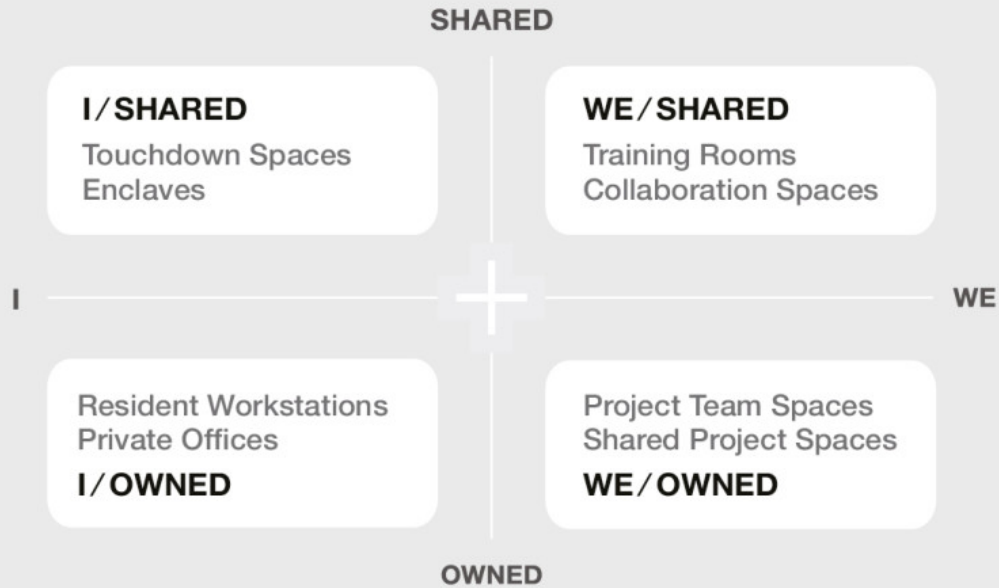 SHARED
I/SHARED
Touchdown Spaces
Enclaves
WE/SHARED
Training Rooms
Collaboration Spaces
I
WE
Resident Workstations
Private Offices
I/OWNED
Project Team Spaces
Shared Project Spaces
WE/OWNED
OWNED